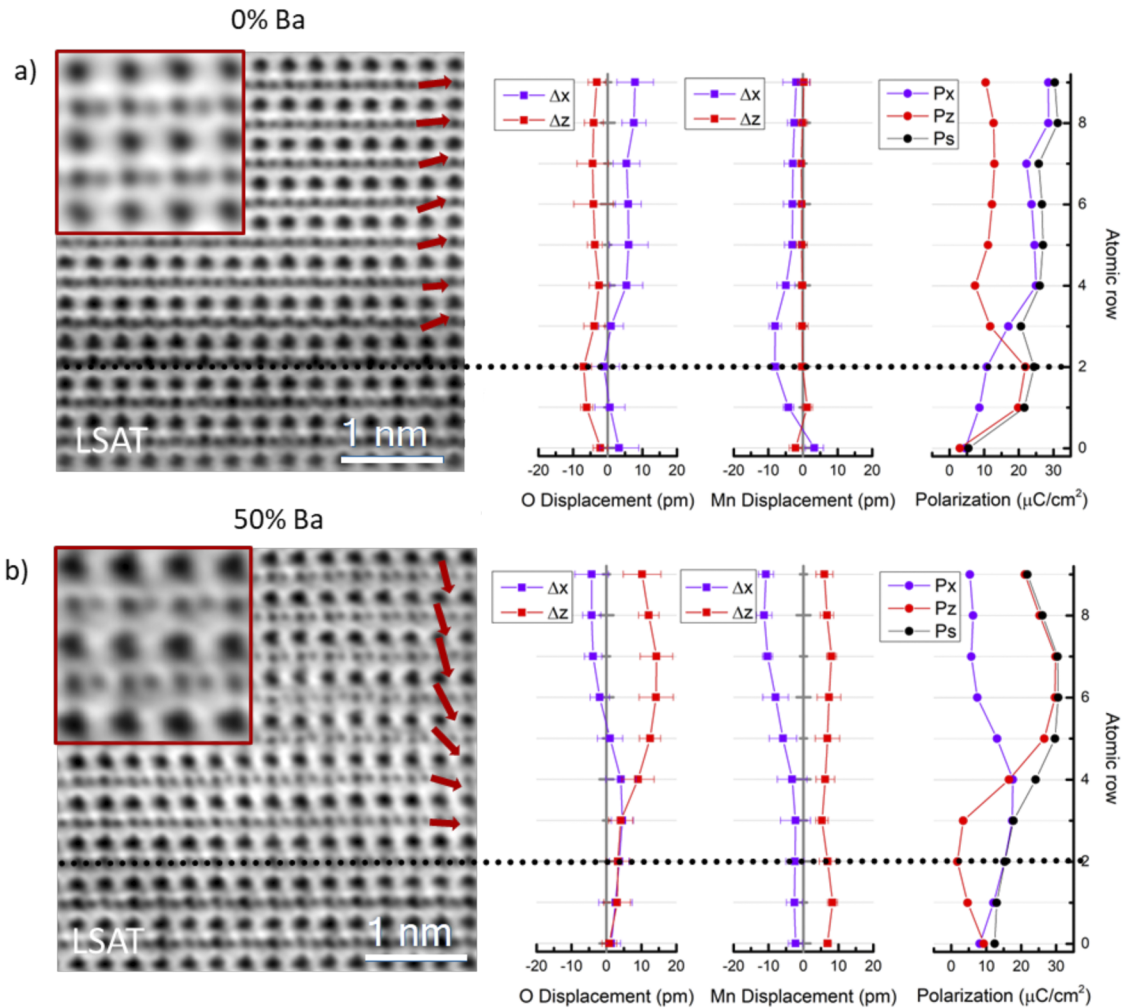 0% Ba
a)
LSAT
1 nm
Δx
Δz
Δx
Δz
Px
Pz
Ps
8
6
4
2
0
Atomic row
-20 -10 0 10 20
-10 0 10 20
0 10 20 30
O Displacement (pm)
Mn Displacement (pm)
Polarization (μC/cm²)
50% Ba
b)
LSAT
1 nm
Δx
Δz
Δx
Δz
Px
Pz
Ps
8
6
4
2
0
Atomic row
-20 -10 0 10 20
-10 0 10 20
0 10 20 30
O Displacement (pm)
Mn Displacement (pm)
Polarization (μC/cm²)